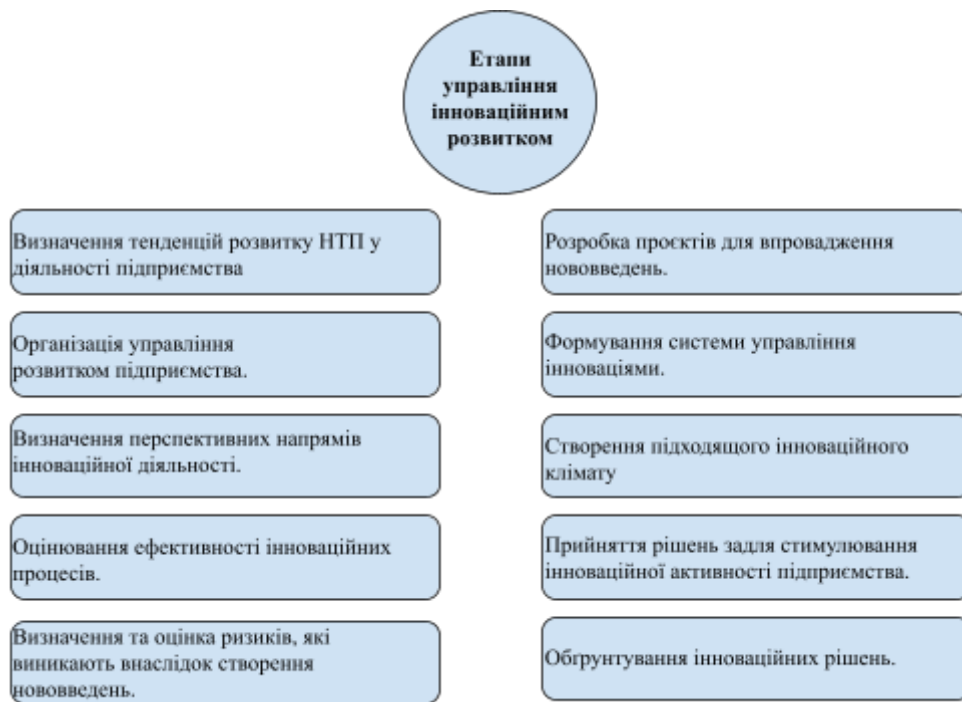 Етапи
управління
інноваційним
розвитком
Визначення тенденцій розвитку НТП у
діяльності підприємства
Організація управління
розвитком підприємства.
Визначення перспективних напрямів
інноваційної діяльності.
Оцінювання ефективності інноваційних
процесів.
Визначення та оцінка ризиків, які
виникають внаслідок створення
нововведень.
Розробка проєктів для впровадження
нововведень.
Формування системи управління
інноваціями.
Створення підходящого інноваційного
клімату
Прийняття рішень задля стимулювання
інноваційної активності підприємства.
Обґрунтування інноваційних рішень.